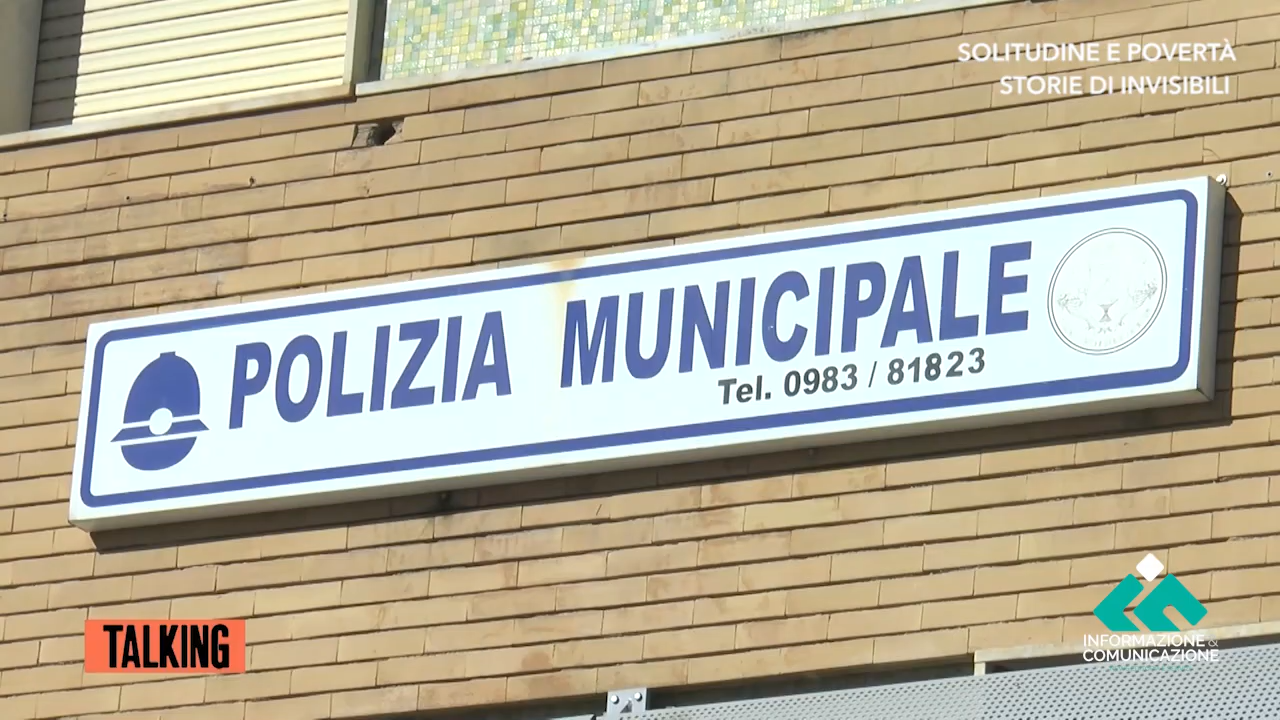 SOLITUDINE E POVERTÀ
STORIE DI INVISIBILI
POLIZIA MUNICIPALE
Tel. 0983 / 81823
TALKING
INFORMAZIONE &
COMUNICAZIONE